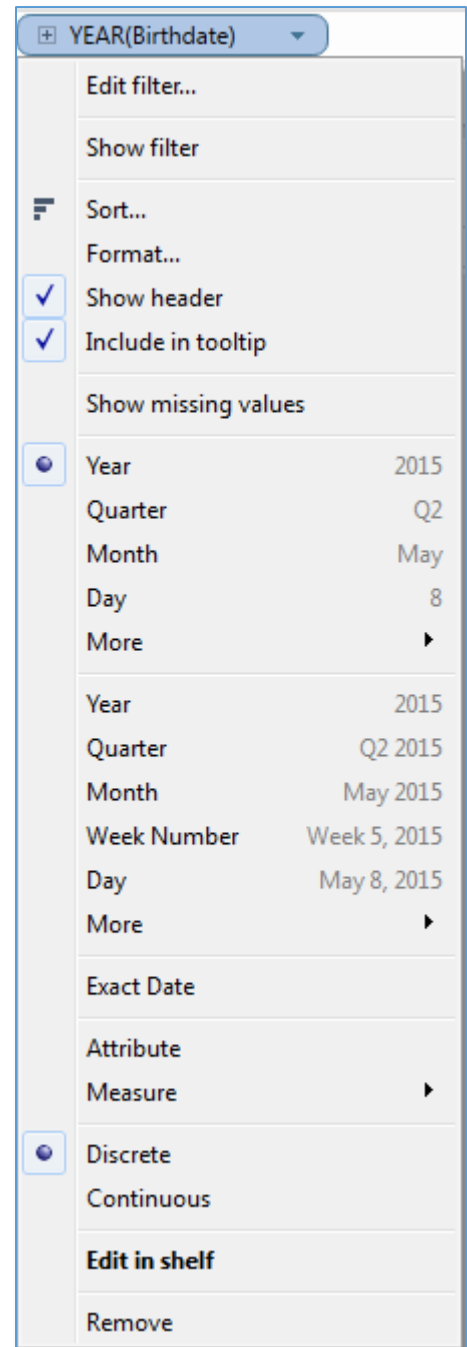 YEAR(Birthdate)
Edit filter...
Show filter
Sort...
Format...
Show header
Include in tooltip
Show missing values
Year 2015
Quarter Q2
Month May
Day 8
More
Year 2015
Quarter Q2 2015
Month May 2015
Week Number Week 5, 2015
Day May 8, 2015
More
Exact Date
Attribute
Measure
Discrete
Continuous
Edit in shelf
Remove